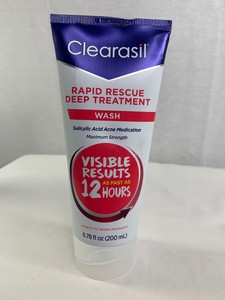 Clearasil
RAPID RESCUE
DEEP TREATMENT
WASH
Salicylic Acid Acne Medication
Maximum Strength
VISIBLE
RESULTS
12 AS FAST AS
HOURS
6.78 fl oz (200 mL)